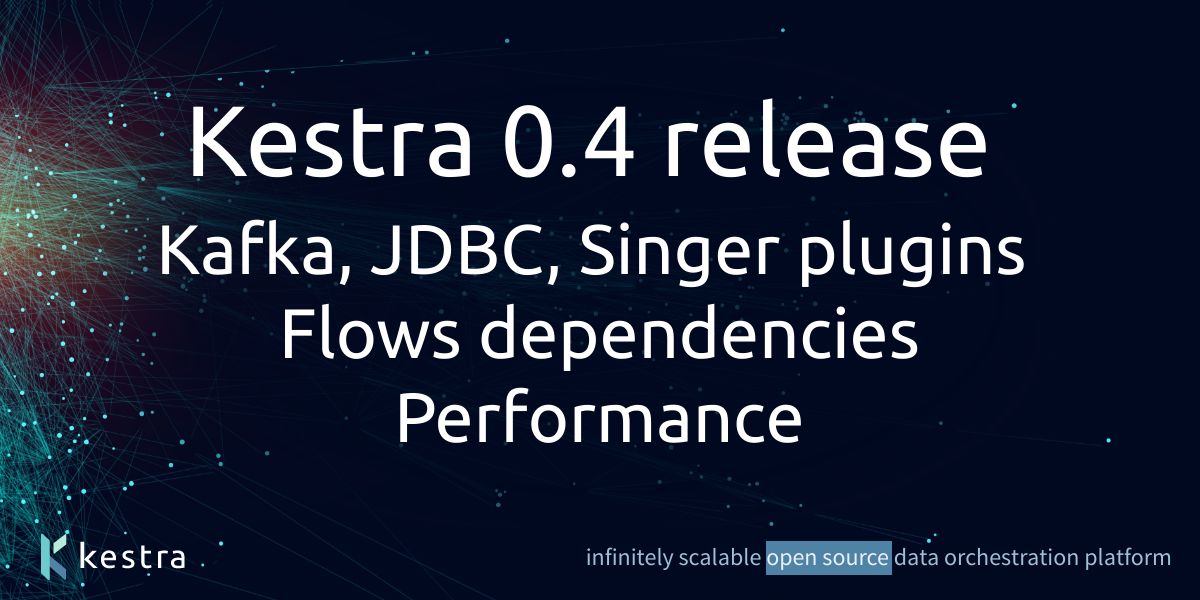 Kestra 0.4 release
Kafka, JDBC, Singer plugins
Flows dependencies
Performance
kestra
infinitely scalable open source data orchestration platform